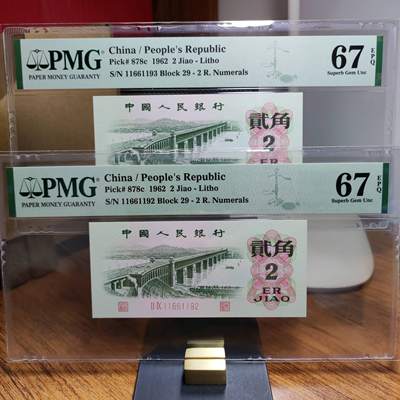 PMG
PAPER MONEY GUARANTY
China / People's Republic
Pick# 878c 1962 2 Jiao - Litho
S/N 11661193 Block 29 - 2 R. Numerals
67 EPQ
Superb Gem Unc
中國人民銀行
貳角
2
PMG
PAPER MONEY GUARANTY
China / People's Republic
Pick# 878c 1962 2 Jiao - Litho
S/N 11661192 Block 29 - 2 R. Numerals
67 EPQ
Superb Gem Unc
中國人民銀行
貳角
2
ER
JIAO
II IX 11661192